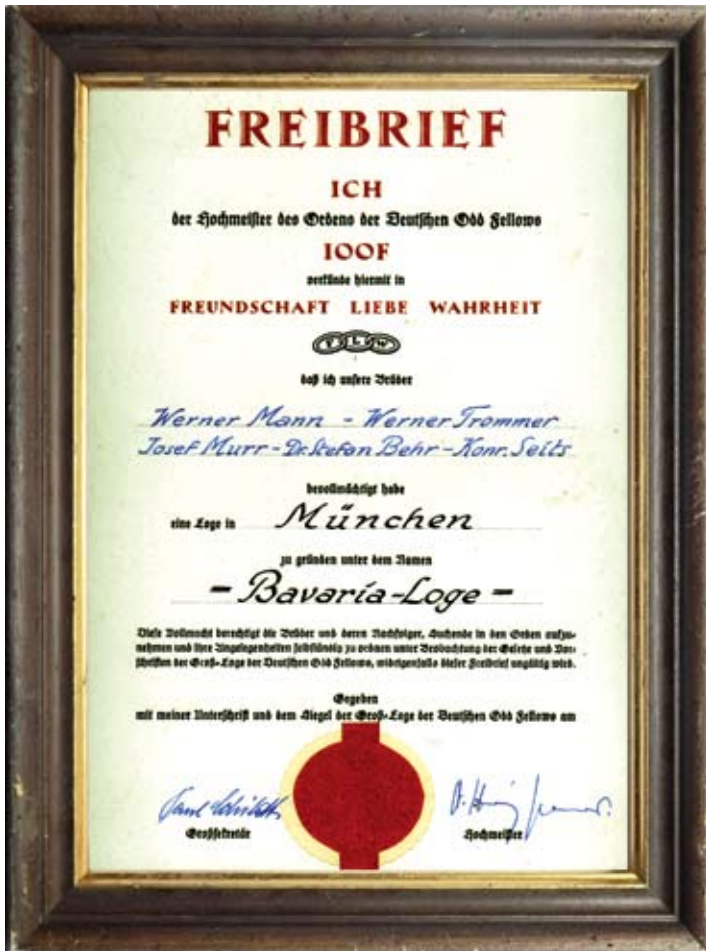 FREIBRIEF
ICH
der Hochmeister des Ordens der Deutschen Odd Fellows
IOOF
verkünde hiermit in
FREUNDSCHAFT LIEBE WAHRHEIT
F L W
daß ich unsere Brüder
Werner Mann - Werner Trommer
Josef Murr - Dr. Stefan Behr - Konr. Seits
bevollmächtigt habe
eine Loge in München
zu gründen unter dem Namen
- Bavaria-Loge -
Diese Vollmacht berechtigt die Brüder und deren Nachfolger, Suchende in den Orden aufzu-
nehmen und ihre Angelegenheiten selbständig zu ordnen unter Beobachtung der Gesetze und Vor-
schriften der Groß-Loge der Deutschen Odd Fellows, widrigenfalls dieser Freibrief ungültig wird.
Gegeben
mit meiner Unterschrift und dem Siegel der Groß-Loge der Deutschen Odd Fellows am
Großsekretär
Hochmeister